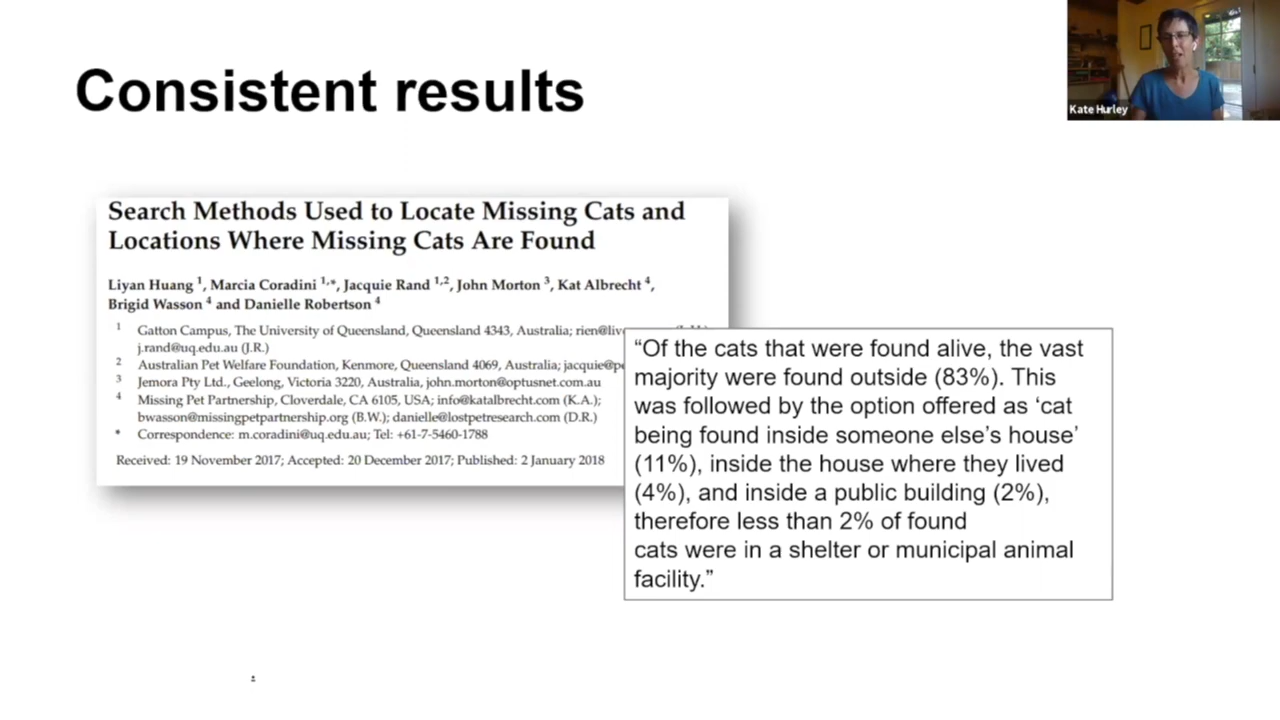 Consistent results
Kate Hurley
Search Methods Used to Locate Missing Cats and
Locations Where Missing Cats Are Found
Liyan Huang 1, Marcia Coradini 1,*, Jacquie Rand 1,2, John Morton 3, Kat Albrecht 4,
Brigid Wasson 4 and Danielle Robertson 4
1 Gatton Campus, The University of Queensland, Queensland 4343, Australia;
j.rand@uq.edu.au (J.R.)
2 Australian Pet Welfare Foundation, Kenmore, Queensland 4069, Australia;
3 Jemora Pty Ltd., Geelong, Victoria 3220, Australia, john.morton@optusnet.com.au
4 Missing Pet Partnership, Cloverdale, CA 6105, USA; info@katalbrecht.com (K.A.);
bwasson@missingpetpartnership.org (B.W.); danielle@lostpetresearch.com (D.R.)
* Correspondence: m.coradini@uq.edu.au; Tel: +61-7-5460-1788
Received: 19 November 2017; Accepted: 20 December 2017; Published: 2 January 2018
“Of the cats that were found alive, the vast
majority were found outside (83%). This
was followed by the option offered as ‘cat
being found inside someone else’s house’
(11%), inside the house where they lived
(4%), and inside a public building (2%),
therefore less than 2% of found
cats were in a shelter or municipal animal
facility.”